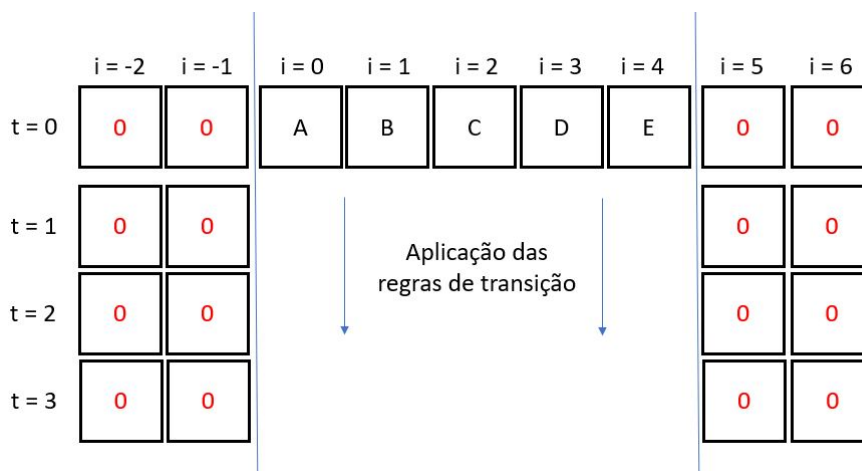 i = -2 i = -1 i = 0 i = 1 i = 2 i = 3 i = 4 i = 5 i = 6
t = 0 0 0 A B C D E 0 0
t = 1 0 0 0 0
Aplicação das
regras de transição
t = 2 0 0 0 0
t = 3 0 0 0 0